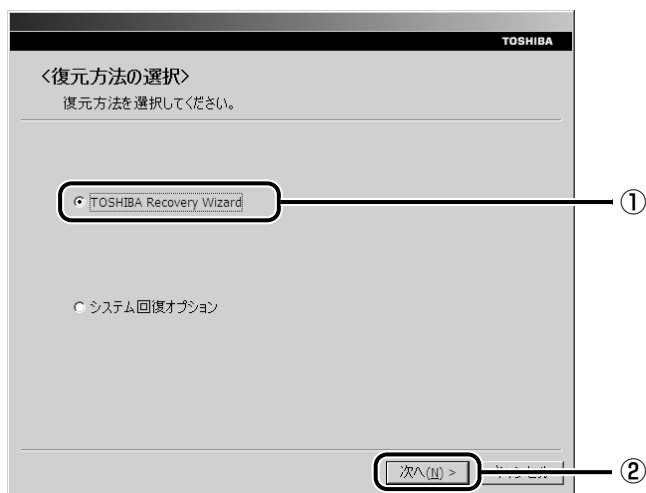 TOSHIBA
<復元方法の選択>
復元方法を選択してください。
TOSHIBA Recovery Wizard
①
システム回復オプション
次へ(N) >
②